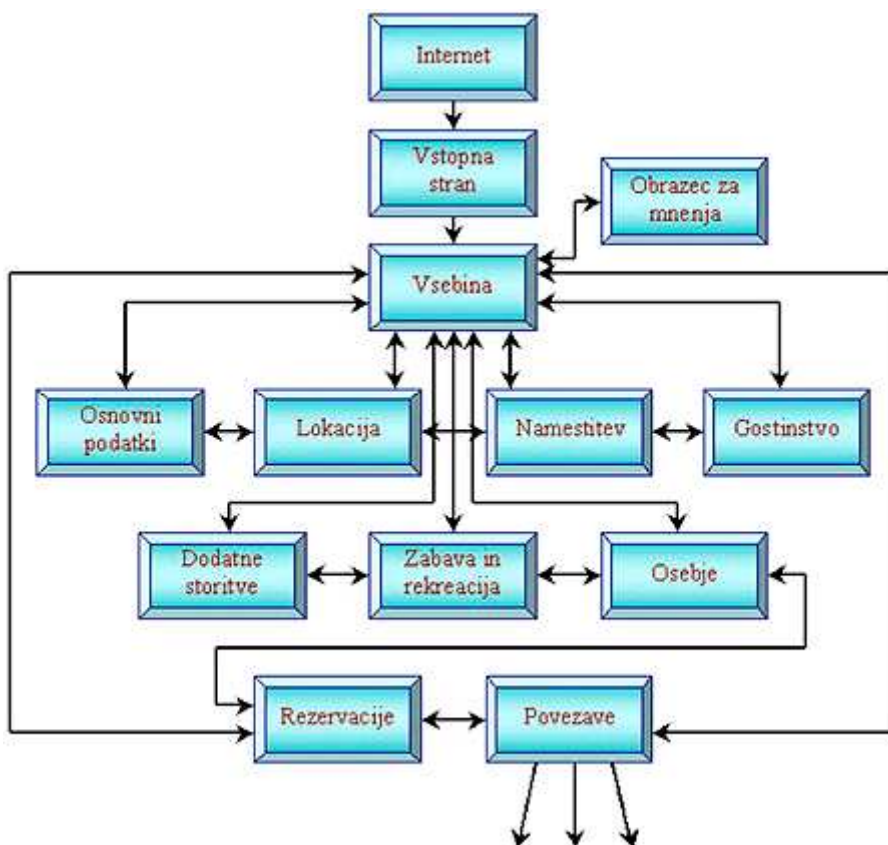 Internet
Vstopna
stran
Obrazec za
mnenja
Vsebina
Osnovni
podatki
Lokacija
Namestitev
Gostinstvo
Dodatne
storitve
Zabava in
rekreacija
Osebje
Rezervacije
Povezave